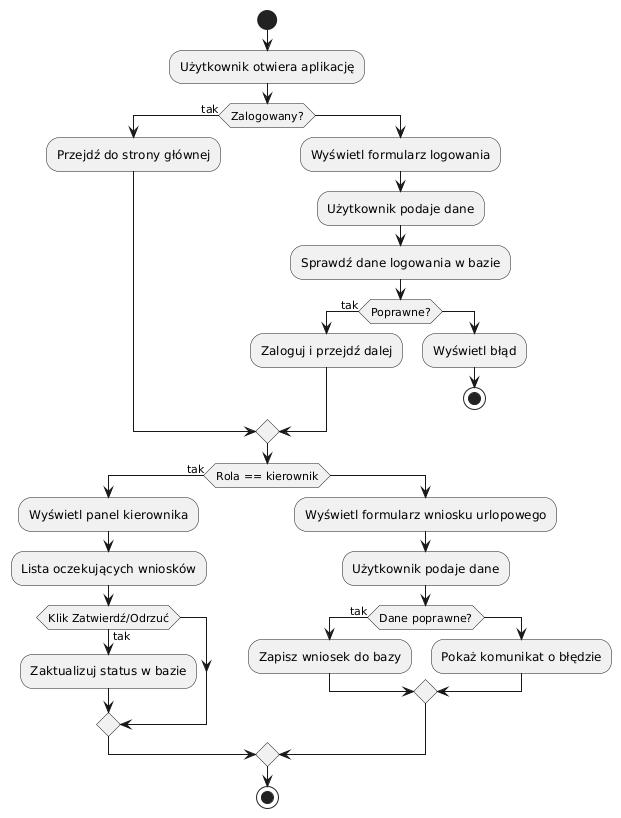 Użytkownik otwiera aplikację
tak
Zalogowany?
Przejdź do strony głównej
Wyświetl formularz logowania
Użytkownik podaje dane
Sprawdź dane logowania w bazie
tak
Poprawne?
Zaloguj i przejdź dalej
Wyświetl błąd
tak
Rola == kierownik
Wyświetl panel kierownika
Wyświetl formularz wniosku urlopowego
Lista oczekujących wniosków
Użytkownik podaje dane
Klik Zatwierdź/Odrzuć
tak
tak
Dane poprawne?
Zaktualizuj status w bazie
Zapisz wniosek do bazy
Pokaż komunikat o błędzie